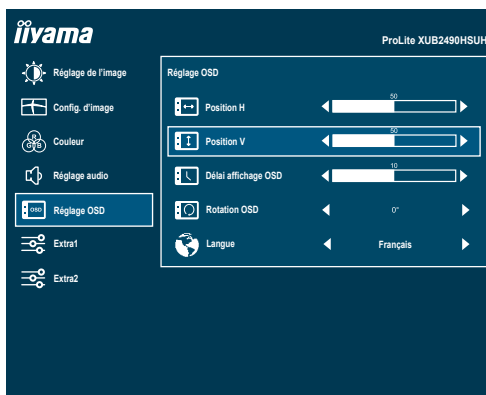 iiyama
ProLite XUB2490HSUH
Réglage de l'image
Config. d'image
R
G B
Couleur
Réglage audio
OSD
Réglage OSD
Extra1
Extra2
Réglage OSD
Position H
50
Position V
50
Délai affichage OSD
10
Rotation OSD
0°
Langue
Français